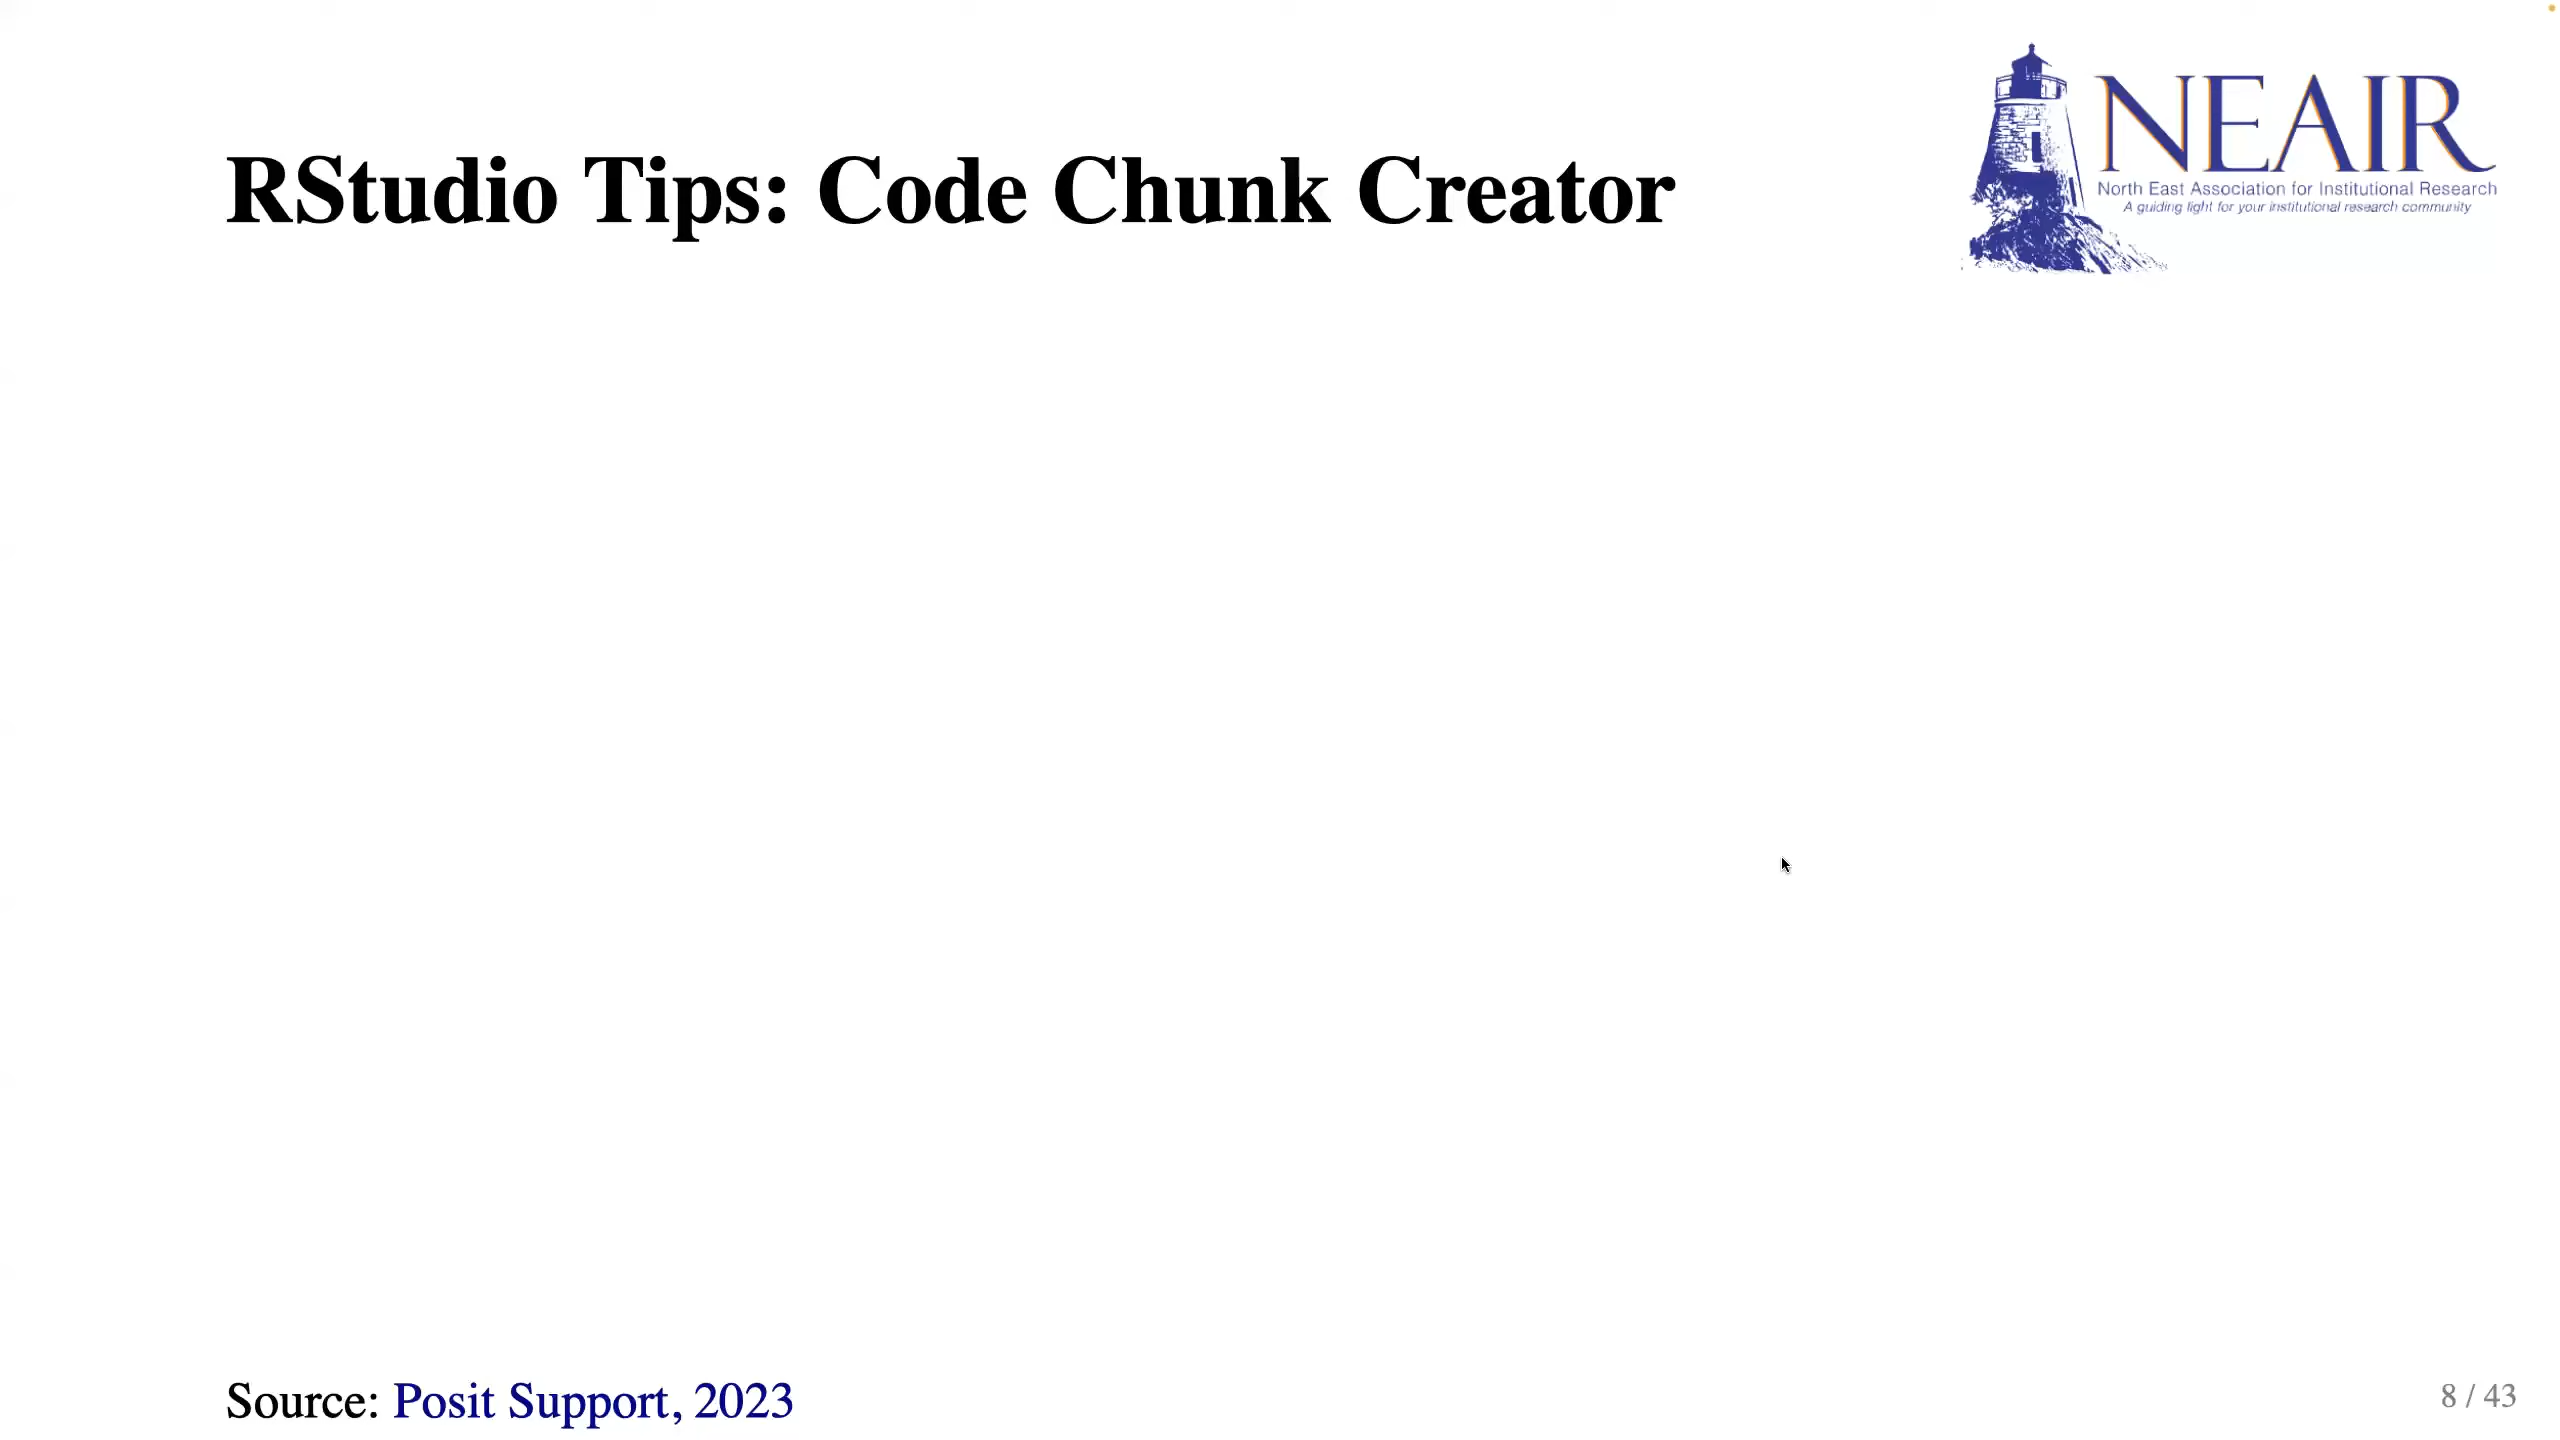 RStudio Tips: Code Chunk Creator
NEAIR
North East Association for Institutional Research
A guiding light for your institutional research community
Source: Posit Support, 2023
8 / 43